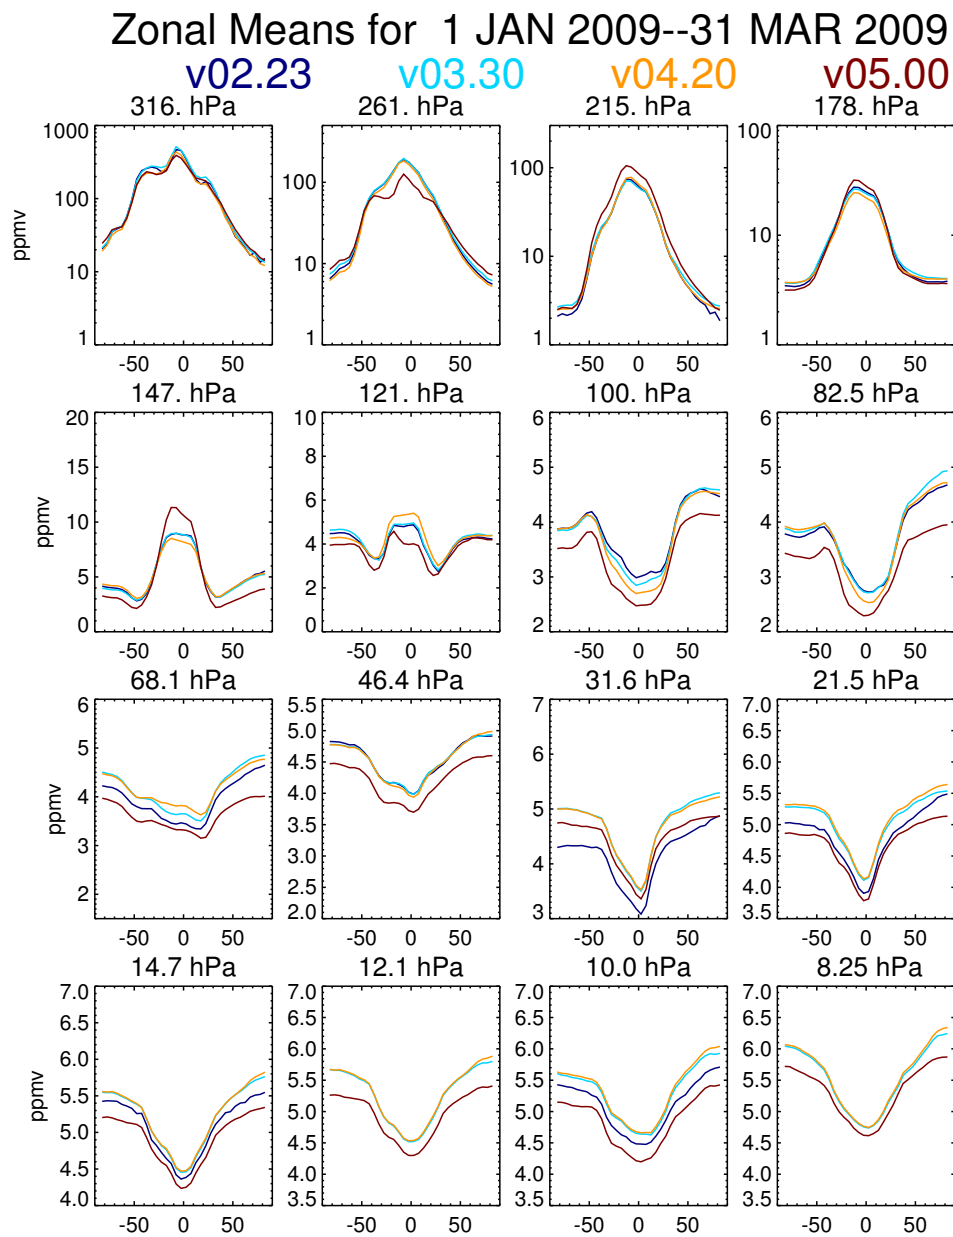 Zonal Means for 1 JAN 2009--31 MAR 2009
v02.23 v03.30 v04.20 v05.00
316. hPa 261. hPa 215. hPa 178. hPa
1000 100 10 1
100 10 1
100 10 1
100 10 1
ppmv
-50 0 50 -50 0 50 -50 0 50 -50 0 50
147. hPa 121. hPa 100. hPa 82.5 hPa
20 15 10 5 0
10 8 6 4 2 0
6 5 4 3 2
6 5 4 3 2
ppmv
-50 0 50 -50 0 50 -50 0 50 -50 0 50
68.1 hPa 46.4 hPa 31.6 hPa 21.5 hPa
6 5 4 3 2
5.5 5.0 4.5 4.0 3.5 3.0 2.5 2.0
7 6 5 4 3
7.0 6.5 6.0 5.5 5.0 4.5 4.0 3.5
ppmv
-50 0 50 -50 0 50 -50 0 50 -50 0 50
14.7 hPa 12.1 hPa 10.0 hPa 8.25 hPa
7.0 6.5 6.0 5.5 5.0 4.5 4.0
7.0 6.5 6.0 5.5 5.0 4.5 4.0 3.5
7.0 6.5 6.0 5.5 5.0 4.5 4.0 3.5
7.0 6.5 6.0 5.5 5.0 4.5 4.0 3.5
ppmv
-50 0 50 -50 0 50 -50 0 50 -50 0 50